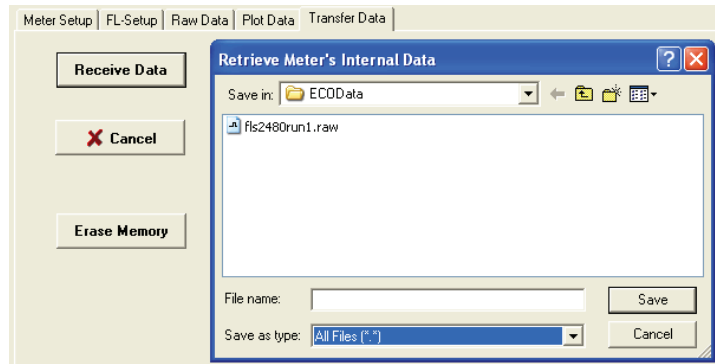 Meter Setup FL-Setup Raw Data Plot Data Transfer Data
Receive Data
Cancel
Erase Memory
Retrieve Meter's Internal Data
Save in: ECOData
fls2480run1.raw
File name:
Save
Save as type: All Files (*.*)
Cancel